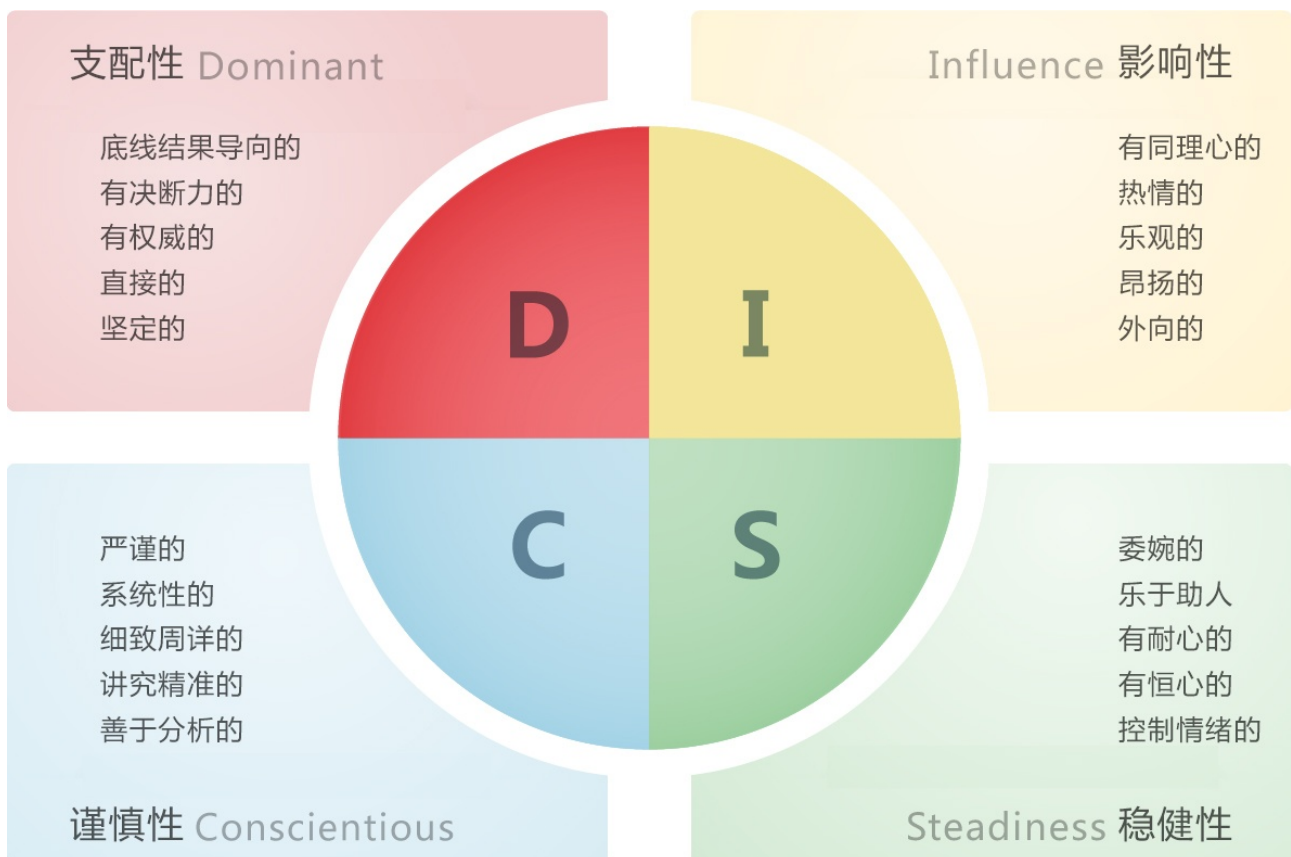 支配性 Dominant
底线结果导向的
有决断力的
有权威的
直接的
坚定的
Influence 影响性
有同理心的
热情的
乐观的
昂扬的
外向的
D
I
C
S
严谨的
系统性的
细致周详的
讲究精准的
善于分析的
谨慎性 Conscientious
委婉的
乐于助人
有耐心的
有恒心的
控制情绪的
Steadiness 稳健性